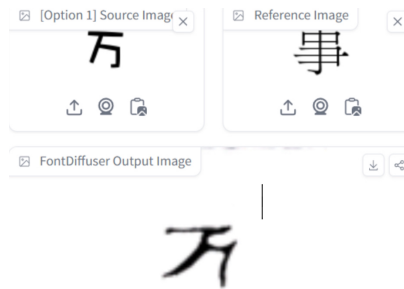 [Option 1] Source Image
Reference Image
万
事
FontDiffuser Output Image
万